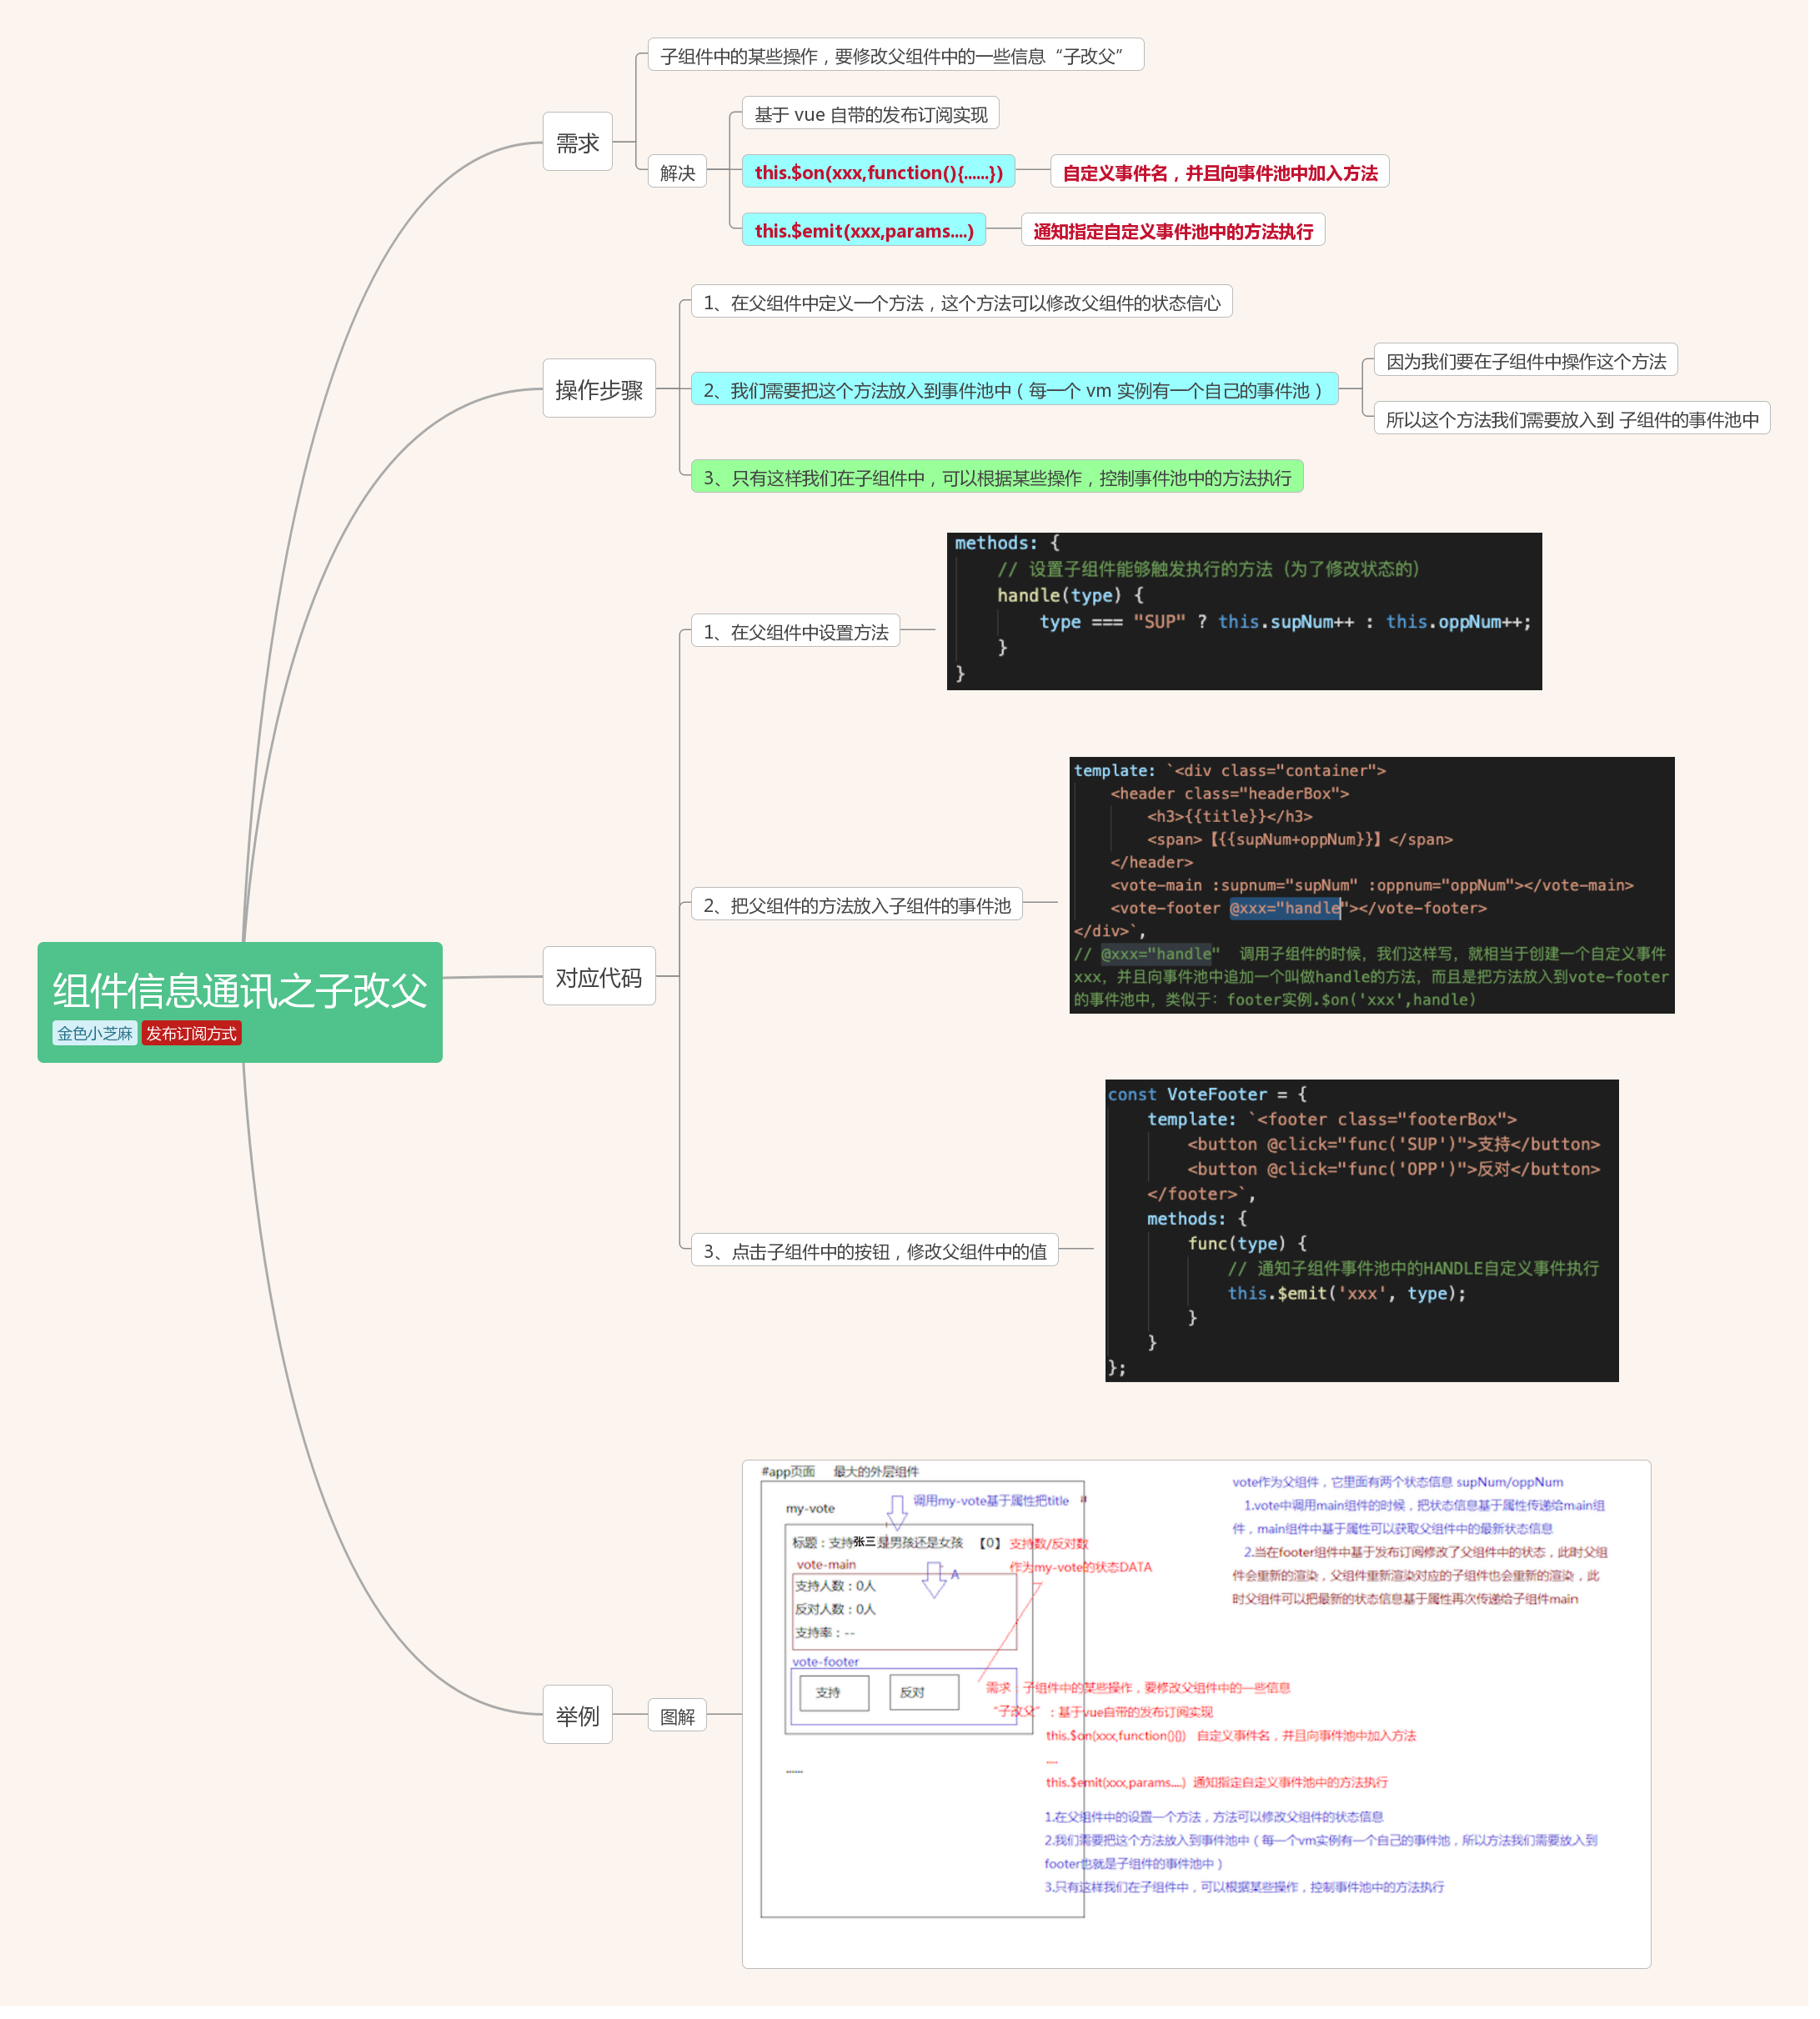 组件信息通讯之子改父
金色小芝麻 发布订阅方式
需求
子组件中的某些操作，要修改父组件中的一些信息“子改父”
解决
基于 vue 自带的发布订阅实现
this.$on(xxx,function(){......})
自定义事件名，并且向事件池中加入方法
this.$emit(xxx,params....)
通知指定自定义事件池中的方法执行
操作步骤
1、在父组件中定义一个方法，这个方法可以修改父组件的状态信心
2、我们需要把这个方法放入到事件池中（每一个 vm 实例有一个自己的事件池）
因为我们要在子组件中操作这个方法
所以这个方法我们需要放入到 子组件的事件池中
3、只有这样我们在子组件中，可以根据某些操作，控制事件池中的方法执行
对应代码
1、在父组件中设置方法
methods: {
// 设置子组件能够触发执行的方法（为了修改状态的）
handle(type) {
type === "SUP" ? this.supNum++ : this.oppNum++;
}
}
2、把父组件的方法放入子组件的事件池
template: `<div class="container">
<header class="headerBox">
<h3>{{title}}</h3>
<span>【{{supNum+oppNum}}】</span>
</header>
<vote-main :supnum="supNum" :oppnum="oppNum"></vote-main>
<vote-footer @xxx="handle"></vote-footer>
</div>`,
// @xxx="handle" 调用子组件的时候，我们这样写，就相当于创建一个自定义事件
xxx，并且向事件池中追加一个叫做handle的方法，而且是把方法放入到vote-footer
的事件池中，类似于：footer实例.$on('xxx',handle)
3、点击子组件中的按钮，修改父组件中的值
const VoteFooter = {
template: `<footer class="footerBox">
<button @click="func('SUP')">支持</button>
<button @click="func('OPP')">反对</button>
</footer>`,
methods: {
func(type) {
// 通知子组件事件池中的HANDLE自定义事件执行
this.$emit('xxx', type);
}
}
};
举例
图解
#app页面 最大的外层组件
my-vote
调用my-vote基于属性把title
标题：支持张三是男孩还是女孩 【0】 支持数/反对数
作为my-vote的状态DATA
vote-main
A
支持人数：0人
反对人数：0人
支持率：--
vote-footer
支持 反对
......
vote作为父组件，它里面有两个状态信息 supNum/oppNum
1.vote中调用main组件的时候，把状态信息基于属性传递给main组
件，main组件中基于属性可以获取父组件中的最新状态信息
2.当在footer组件中基于发布订阅修改了父组件中的状态，此时父组
件会重新的渲染，父组件重新渲染对应的子组件也会重新的渲染，此
时父组件可以把最新的状态信息基于属性再次传递给子组件main
需求：子组件中的某些操作，要修改父组件中的一些信息
“子改父”：基于vue自带的发布订阅实现
this.$on(xxx,function(){}) 自定义事件名，并且向事件池中加入方法
....
this.$emit(xxx,params....) 通知指定自定义事件池中的方法执行
1.在父组件中的设置一个方法，方法可以修改父组件的状态信息
2.我们需要把这个方法放入到事件池中（每一个vm实例有一个自己的事件池，所以方法我们需要放入到
footer也就是子组件的事件池中）
3.只有这样我们在子组件中，可以根据某些操作，控制事件池中的方法执行